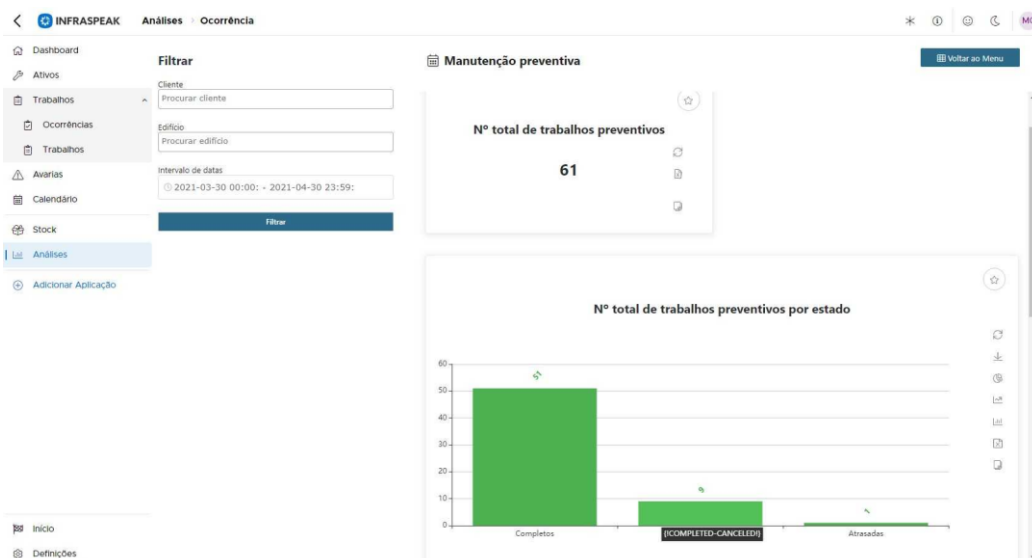 INFRASPEAK
Análises Ocorrência
MC
Dashboard
Ativos
Trabalhos
Ocorrências
Trabalhos
Avarias
Calendário
Stock
Análises
Adicionar Aplicação
Início
Definições
Filtrar
Cliente
Procurar cliente
Edifício
Procurar edifício
Intervalo de datas
2021-03-30 00:00: - 2021-04-30 23:59:
Filtrar
Manutenção preventiva
Voltar ao Menu
Nº total de trabalhos preventivos
61
Nº total de trabalhos preventivos por estado
60
50
40
30
20
10
0
51
9
1
Completos
{!COMPLETED-CANCELED!}
Atrasadas